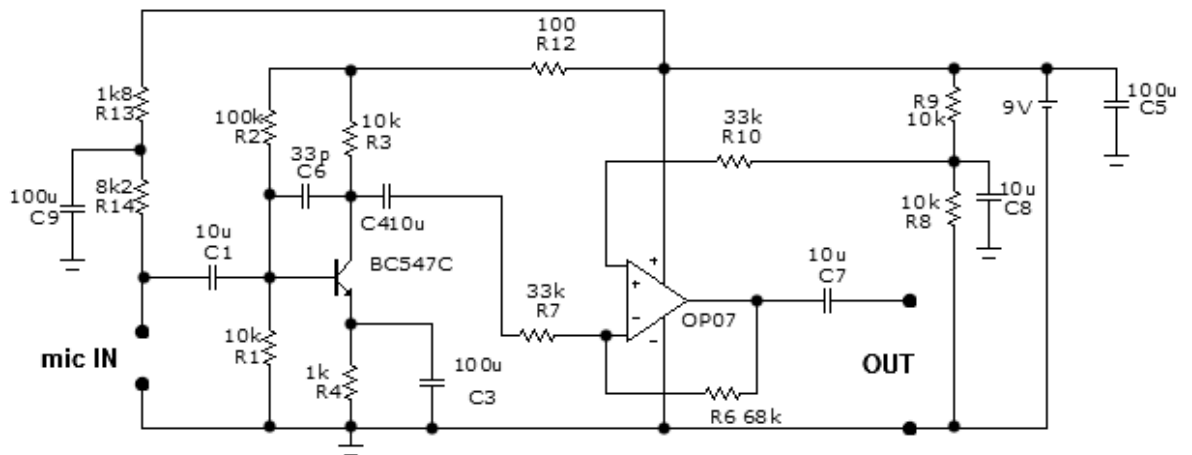 100
R12
1k8
R13
100k
R2
10k
R3
33k
R10
R9
10k
9V
100u
C5
33p
C6
8k2
R14
100u
C9
10k
R8
10u
C8
C4 10u
10u
C1
BC547C
+
+
-
-
OP07
10u
C7
33k
R7
mic IN
10k
R1
1k
R4
100u
C3
OUT
R6 68k